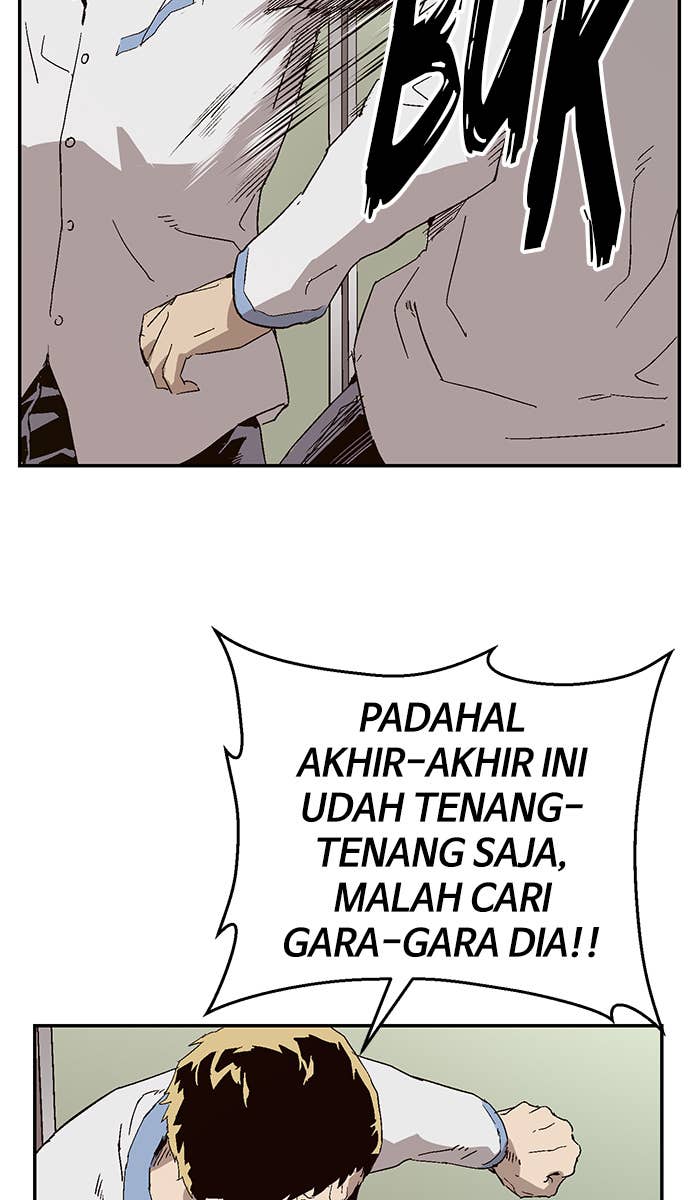 BUK
PADAHAL
AKHIR-AKHIR INI
UDAH TENANG-
TENANG SAJA,
MALAH CARI
GARA-GARA DIA!!